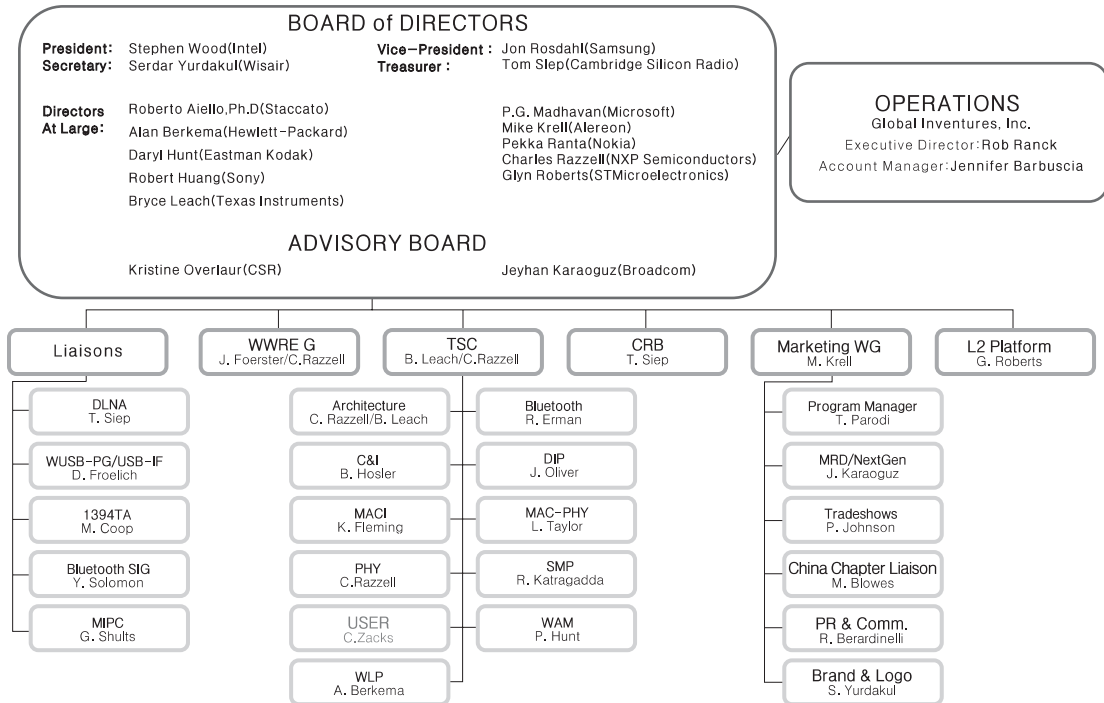 BOARD of DIRECTORS
President: Stephen Wood(Intel)
Secretary: Serdar Yurdakul(Wisair)
Vice-President : Jon Rosdahl(Samsung)
Treasurer : Tom Slep(Cambridge Silicon Radio)
Directors
At Large:
Roberto Aiello,Ph.D(Staccato)
Alan Berkema(Hewlett-Packard)
Daryl Hunt(Eastman Kodak)
Robert Huang(Sony)
Bryce Leach(Texas Instruments)
P.G. Madhavan(Microsoft)
Mike Krell(Alereon)
Pekka Ranta(Nokia)
Charles Razzell(NXP Semiconductors)
Glyn Roberts(STMicroelectronics)
ADVISORY BOARD
Kristine Overlaur(CSR)
Jeyhan Karaoguz(Broadcom)
OPERATIONS
Global Inventures, Inc.
Executive Director:Rob Ranck
Account Manager:Jennifer Barbuscia
Liaisons
WWRE G
J. Foerster/C.Razzell
TSC
B. Leach/C.Razzell
CRB
T. Siep
Marketing WG
M. Krell
L2 Platform
G. Roberts
DLNA
T. Siep
WUSB-PG/USB-IF
D. Froelich
1394TA
M. Coop
Bluetooth SIG
Y. Solomon
MIPC
G. Shults
Architecture
C. Razzell/B. Leach
C&I
B. Hosler
MACI
K. Fleming
PHY
C.Razzell
USER
C.Zacks
WLP
A. Berkema
Bluetooth
R. Erman
DIP
J. Oliver
MAC-PHY
L. Taylor
SMP
R. Katragadda
WAM
P. Hunt
Program Manager
T. Parodi
MRD/NextGen
J. Karaoguz
Tradeshows
P. Johnson
China Chapter Liaison
M. Blowes
PR & Comm.
R. Berardinelli
Brand & Logo
S. Yurdakul